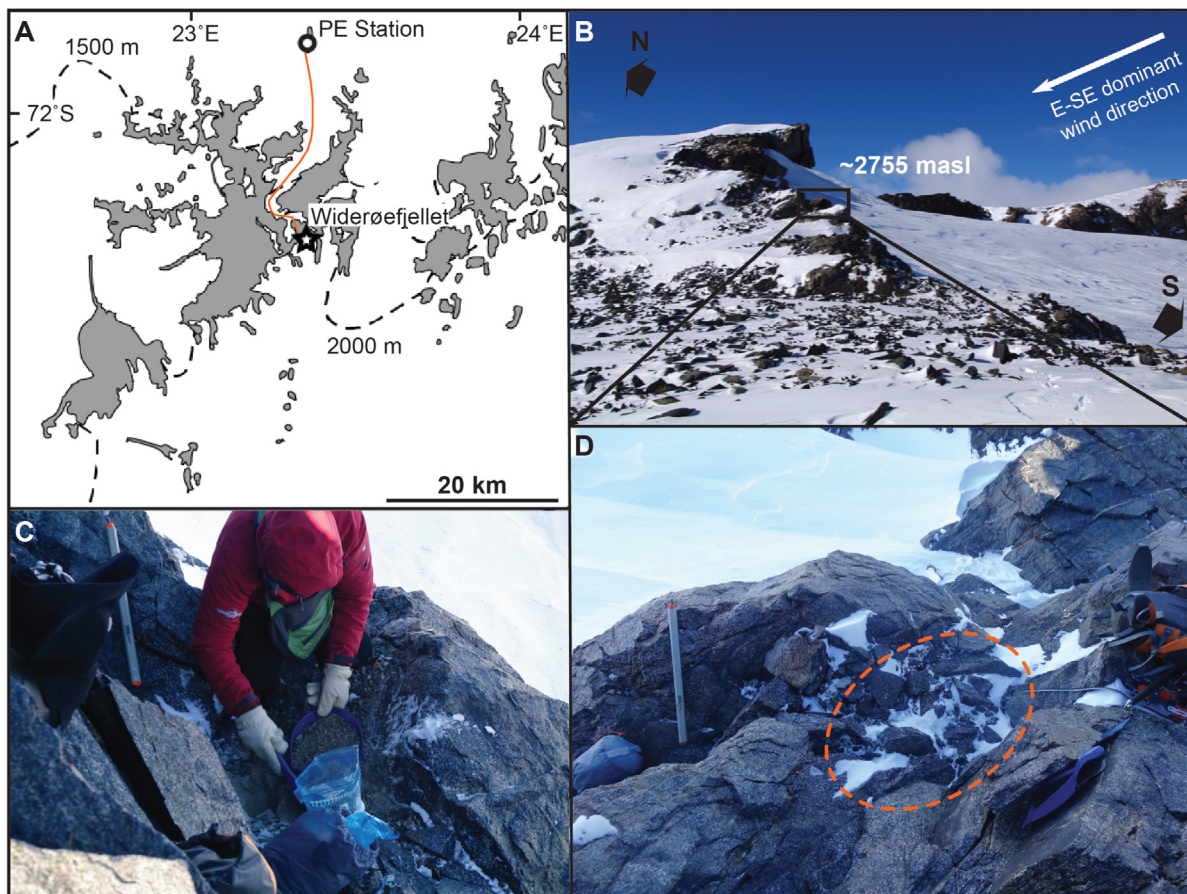 A
23°E
PE Station
24°E
1500 m
72°S
Widerøefjellet
2000 m
20 km
B
N
E-SE dominant
wind direction
~2755 masl
S
C
D